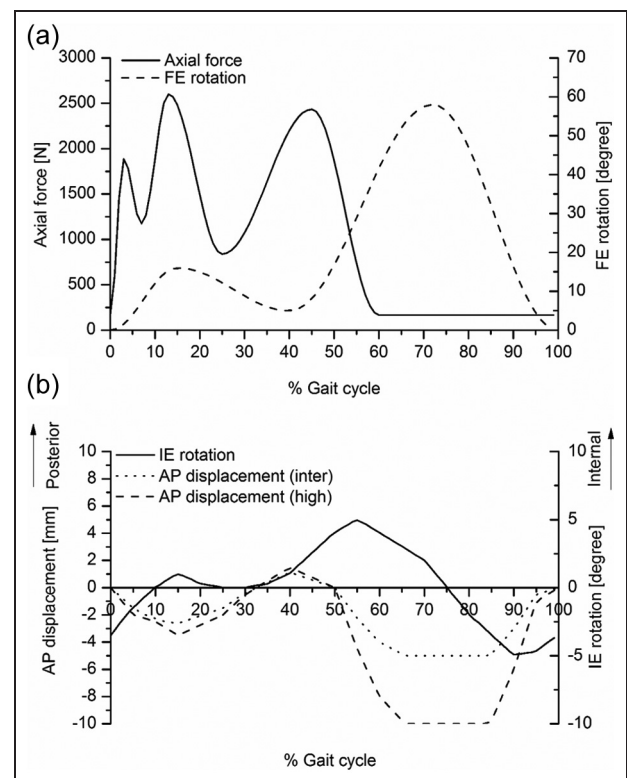 (a)
Axial force
FE rotation
Axial force [N]
3000
2500
2000
1500
1000
500
0
FE rotation [degree]
70
60
50
40
30
20
10
0
0 10 20 30 40 50 60 70 80 90 100
% Gait cycle
(b)
Posterior
Internal
IE rotation
AP displacement (inter)
AP displacement (high)
AP displacement [mm]
10
8
6
4
2
0
-2
-4
-6
-8
-10
IE rotation [degree]
10
5
0
-5
-10
10 20 30 40 50 60 70 80 90 100
% Gait cycle